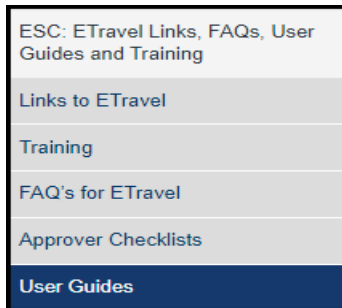 ESC: ETravel Links, FAQs, User
Guides and Training
Links to ETravel
Training
FAQ's for ETravel
Approver Checklists
User Guides